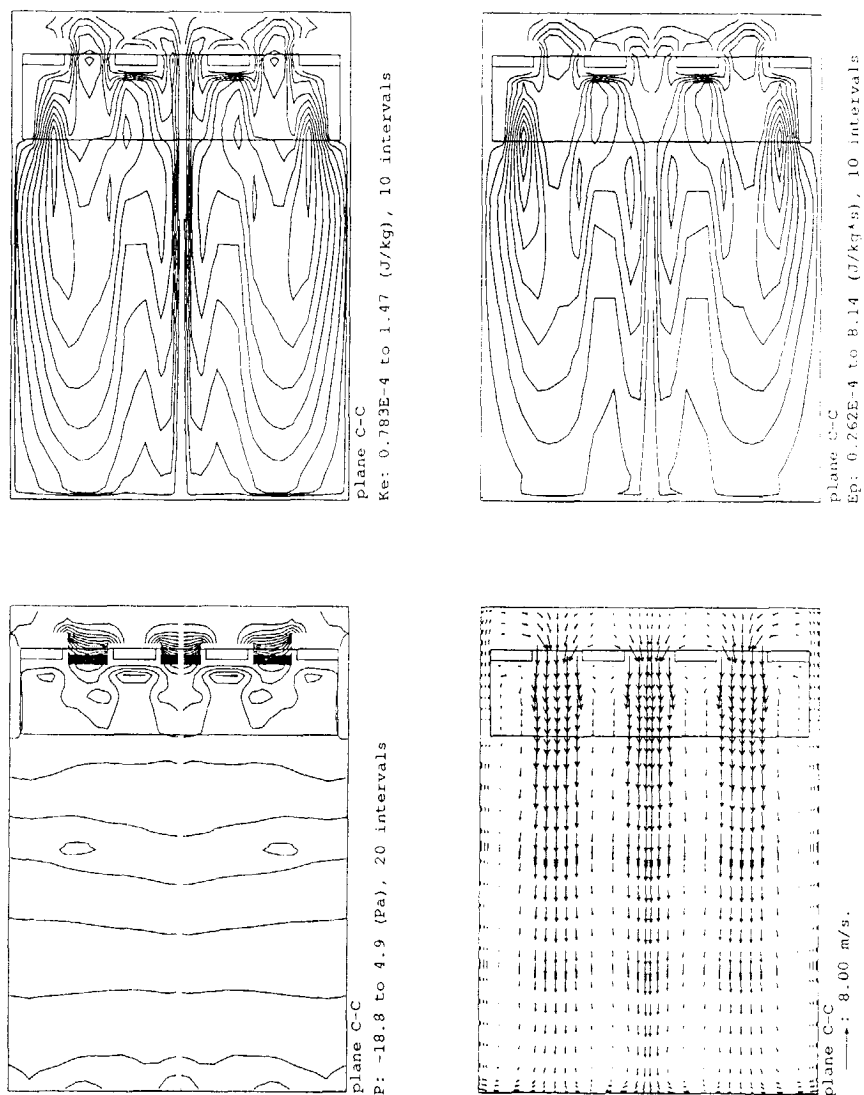 plane C-C
Ke: 0.783E-4 to 1.47 (J/kg), 10 intervals
plane C-C
Ep: 0.262E-4 to 8.14 (J/kg*s), 10 intervals
plane C-C
P: -18.8 to 4.9 (Pa), 20 intervals
plane C-C
: 8.00 m/s.